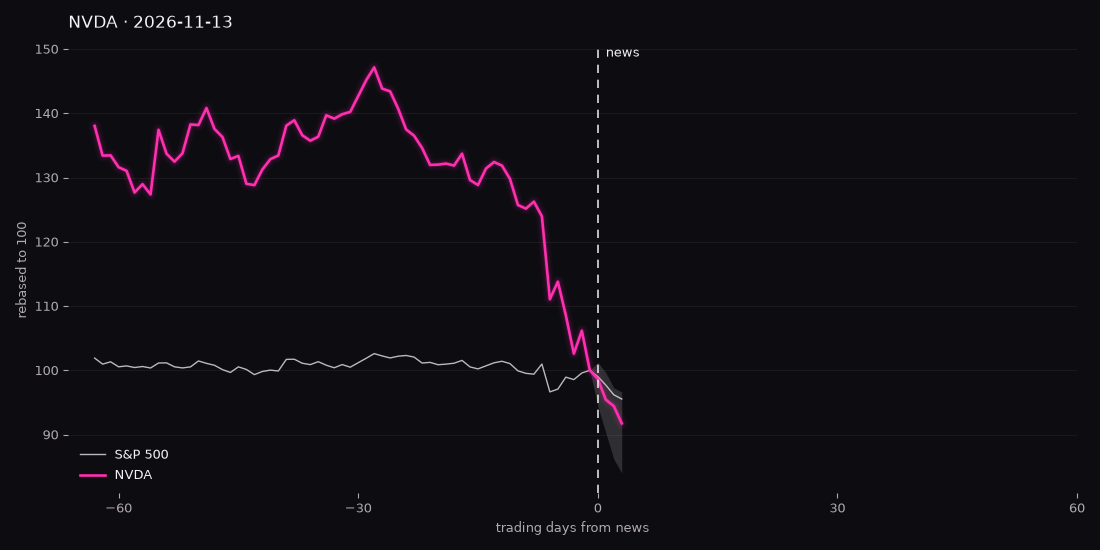 NVDA · 2026-11-13
150
news
140
130
120
110
100
90
rebased to 100
S&P 500
NVDA
−60
−30
0
30
60
trading days from news